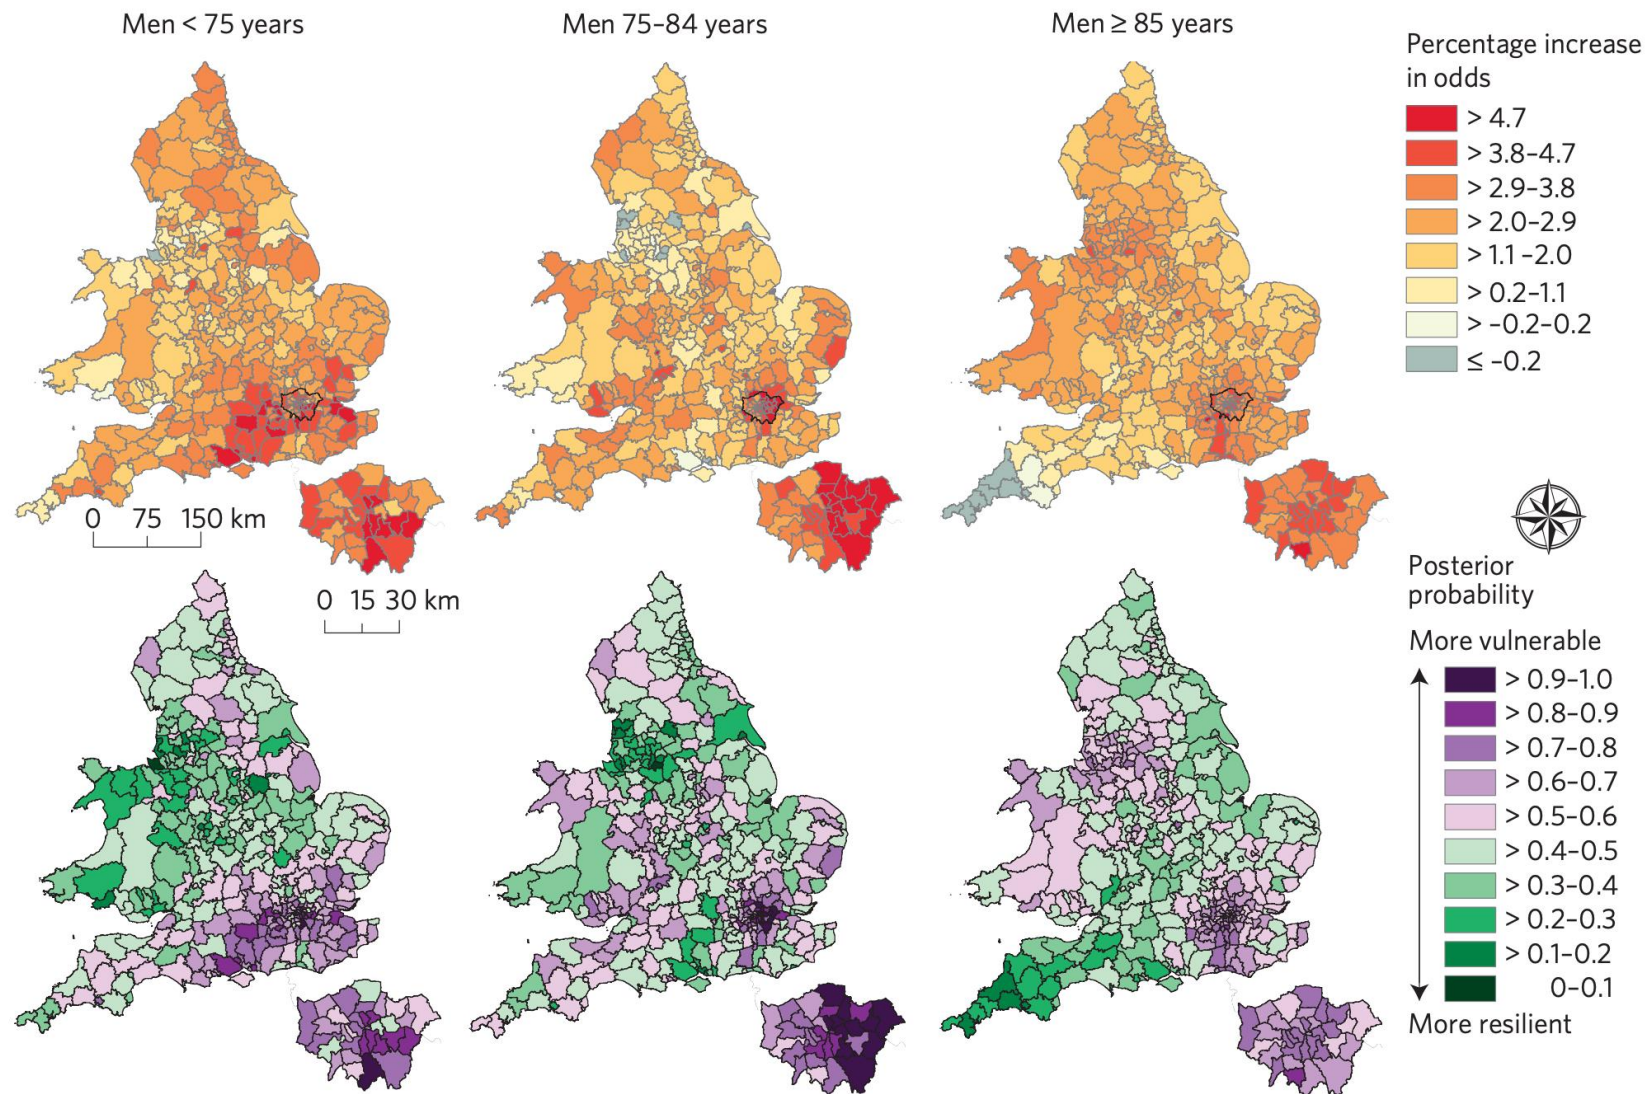 Men < 75 years
Men 75–84 years
Men ≥ 85 years
Percentage increase
in odds
> 4.7
> 3.8–4.7
> 2.9–3.8
> 2.0–2.9
> 1.1 –2.0
> 0.2–1.1
> –0.2–0.2
≤ –0.2
0 75 150 km
0 15 30 km
Posterior
probability
More vulnerable
> 0.9–1.0
> 0.8–0.9
> 0.7–0.8
> 0.6–0.7
> 0.5–0.6
> 0.4–0.5
> 0.3–0.4
> 0.2–0.3
> 0.1–0.2
0–0.1
More resilient